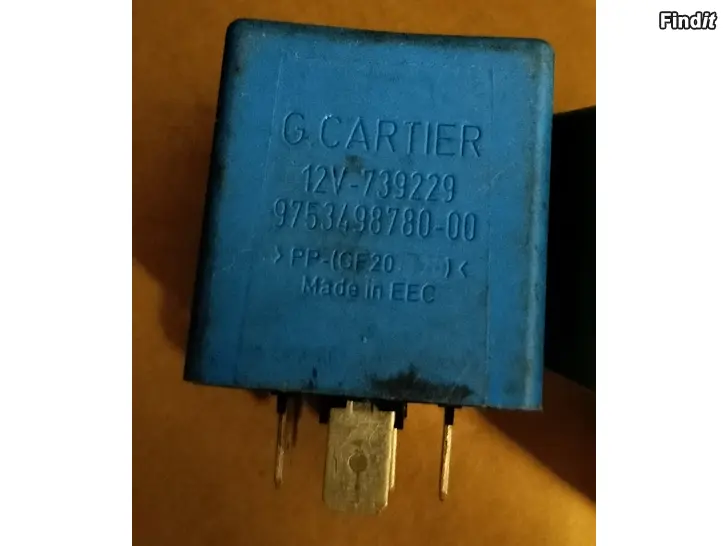 Findit
G.CARTIER
12V-739229
9753498780-00
>PP-(GF20 )<
Made in EEC